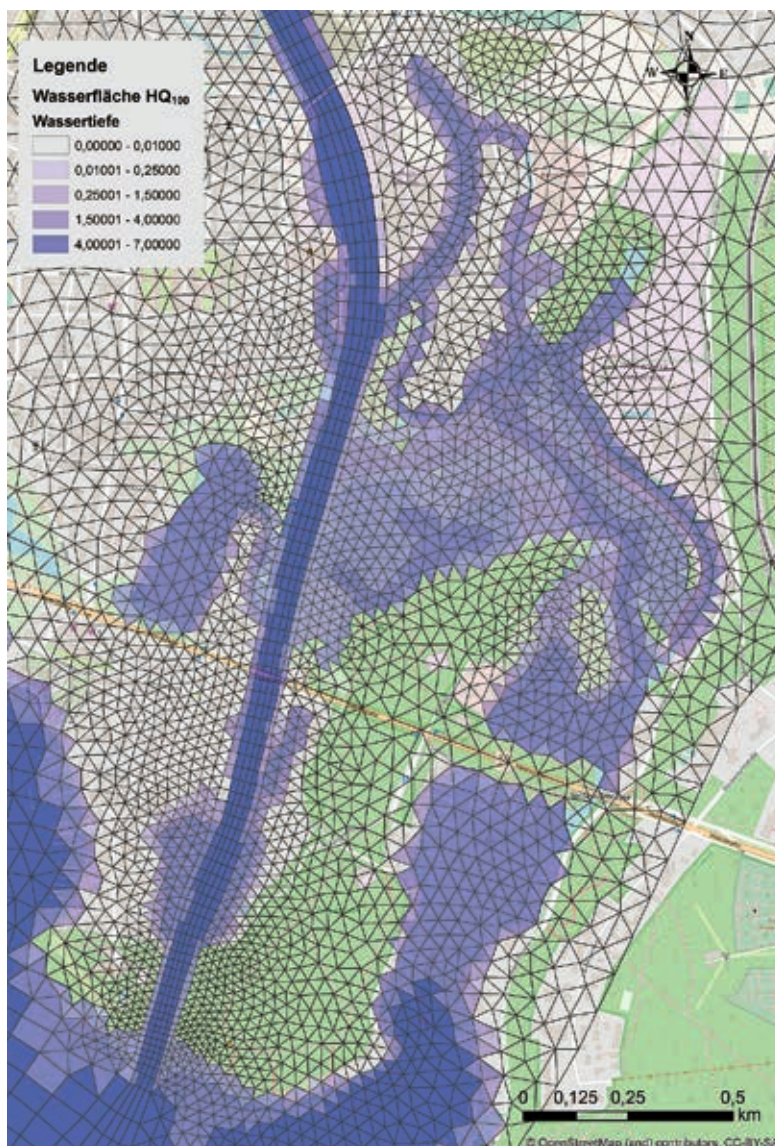 Legende
Wasserfläche HQ100
Wassertiefe
0,00000 - 0,01000
0,01001 - 0,25000
0,25001 - 1,50000
1,50001 - 4,00000
4,00001 - 7,00000
N
W E
S
0 0,125 0,25 0,5
km
© OpenStreetMap (and) contributors, CC-BY-SA